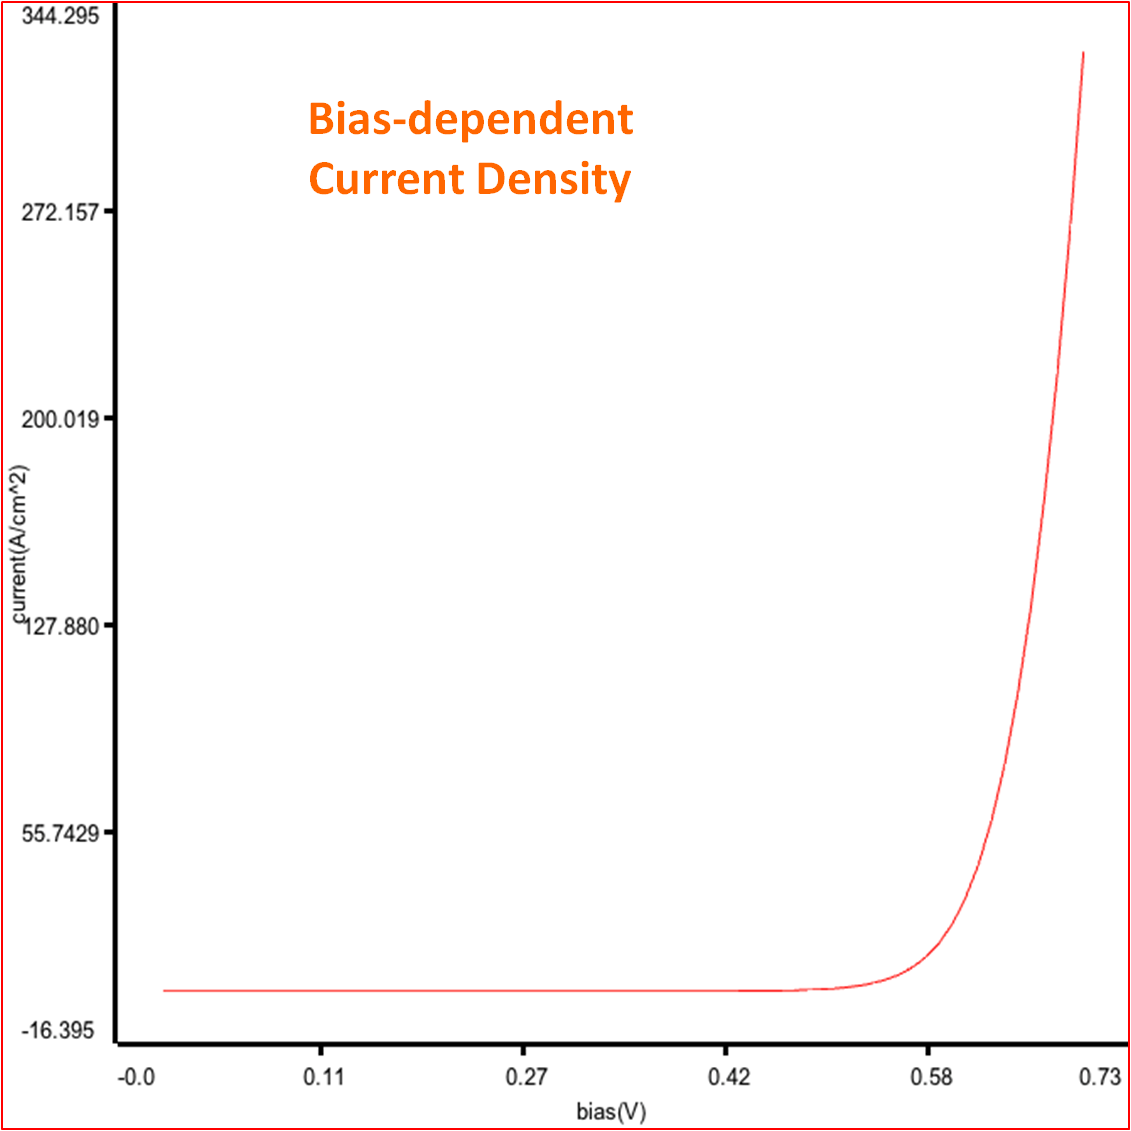 344.295
Bias-dependent
Current Density
272.157
200.019
current(A/cm^2)
127.880
55.7429
-16.395
-0.0 0.11 0.27 0.42 0.58 0.73
bias(V)